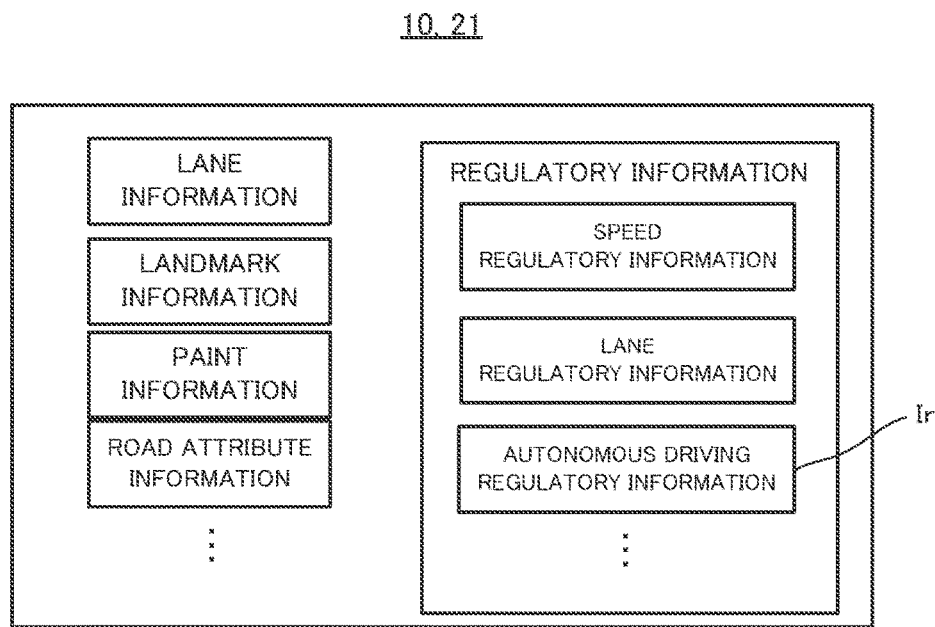 10, 21
LANE
INFORMATION
LANDMARK
INFORMATION
PAINT
INFORMATION
ROAD ATTRIBUTE
INFORMATION
REGULATORY INFORMATION
SPEED
REGULATORY INFORMATION
LANE
REGULATORY INFORMATION
AUTONOMOUS DRIVING
REGULATORY INFORMATION
Ir